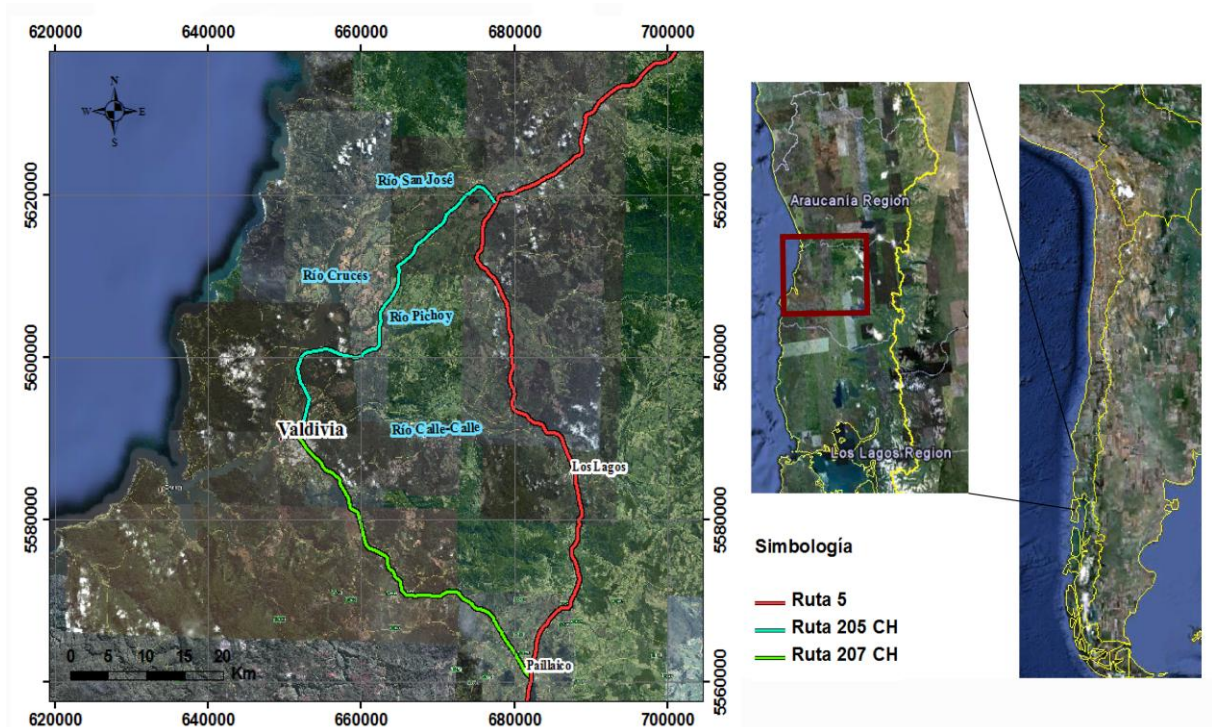 620000 640000 660000 680000 700000
N
W E
S
5620000
5600000
5580000
5560000
Río San José
Río Cruces
Río Pichoy
Valdivia
Río Calle-Calle
Los Lagos
Paillaico
0 5 10 15 20
Km
5620000
5600000
5580000
5560000
620000 640000 660000 680000 700000
Araucanía Region
Los Lagos Region
Simbología
Ruta 5
Ruta 205 CH
Ruta 207 CH